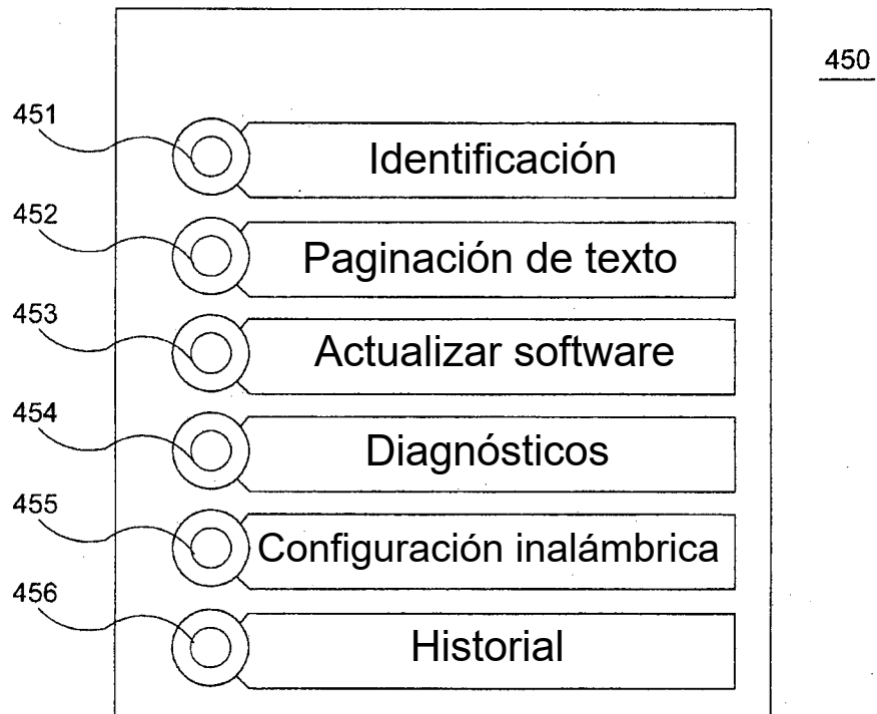 450
451
Identificación
452
Paginación de texto
453
Actualizar software
454
Diagnósticos
455
Configuración inalámbrica
456
Historial